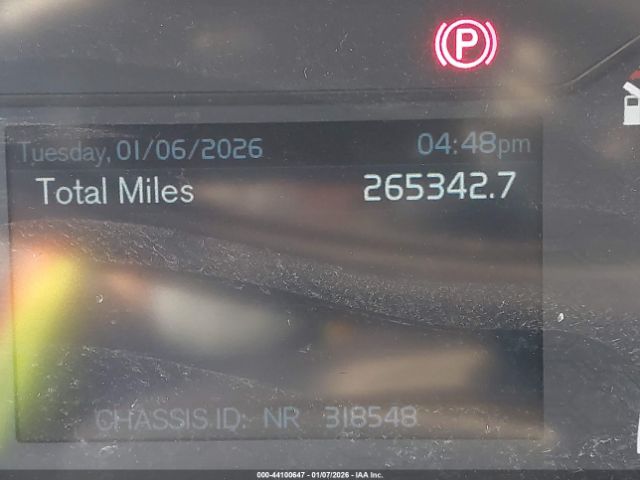 P
Tuesday, 01/06/2026 04:48pm
Total Miles 265342.7
CHASSIS ID: NR 318548
000-44100647 - 01/07/2026 - IAA Inc.